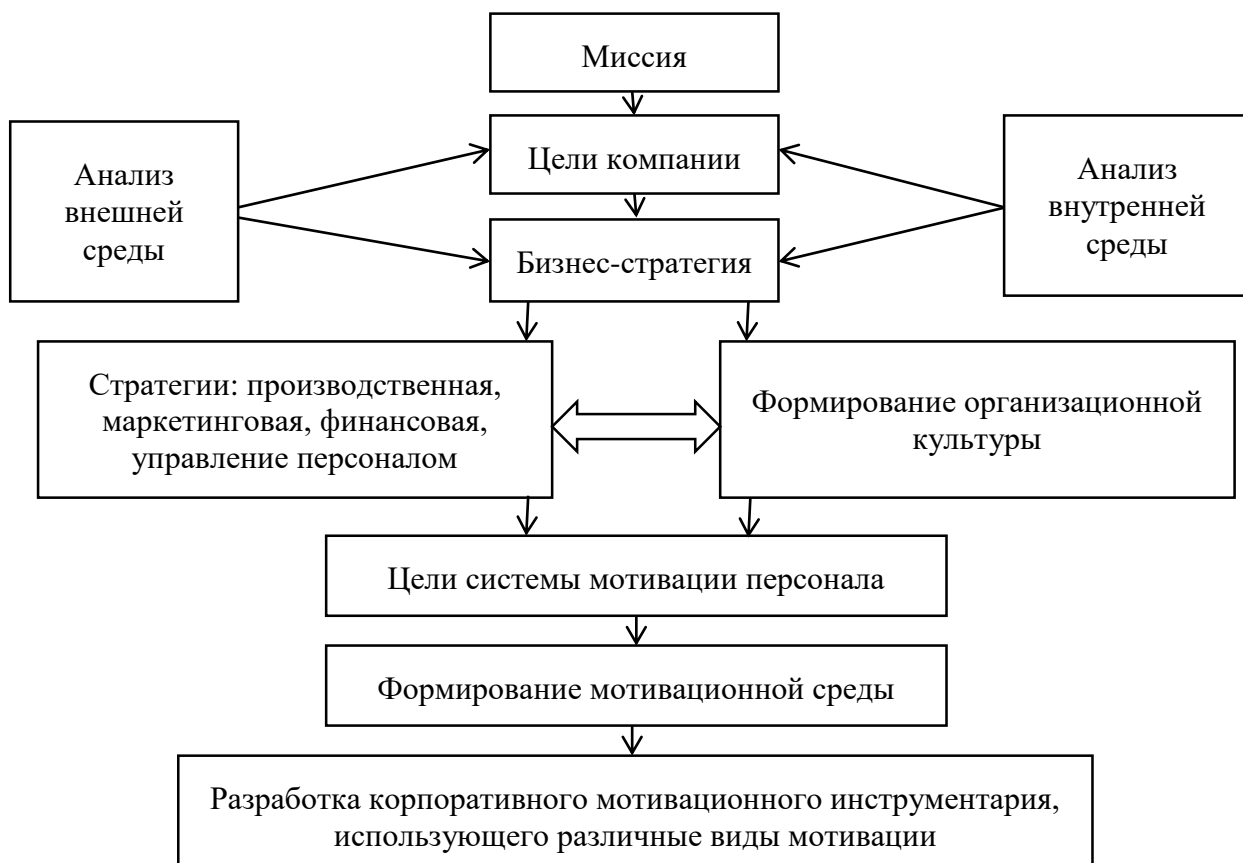 Миссия
Цели компании
Анализ
внешней
среды
Анализ
внутренней
среды
Бизнес-стратегия
Стратегии: производственная,
маркетинговая, финансовая,
управление персоналом
Формирование организационной
культуры
Цели системы мотивации персонала
Формирование мотивационной среды
Разработка корпоративного мотивационного инструментария,
использующего различные виды мотивации